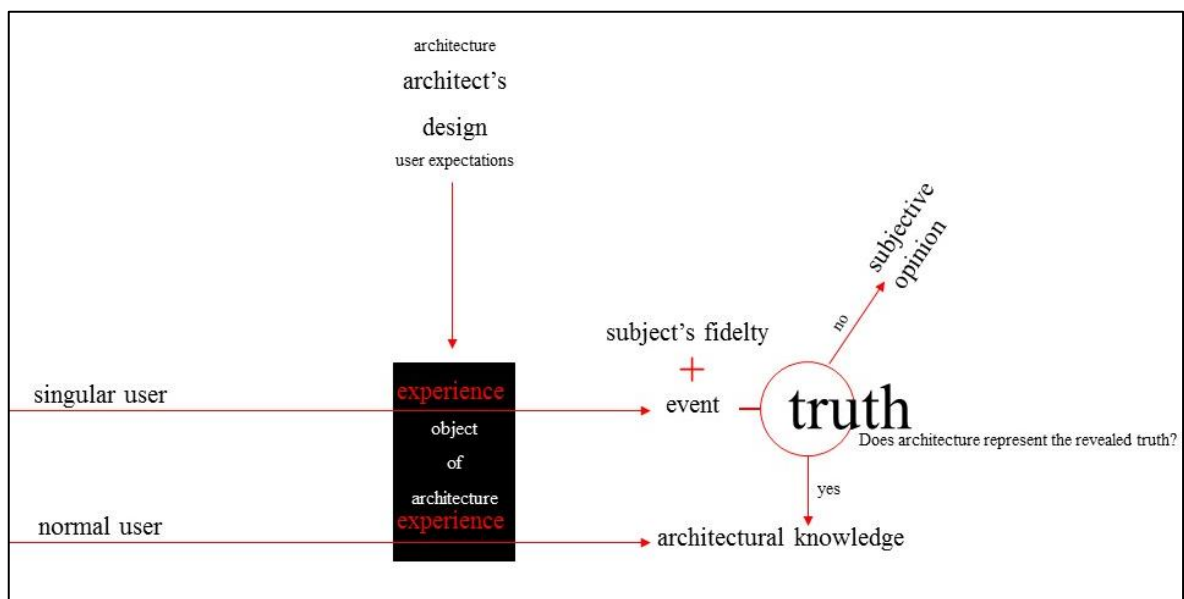 architecture
architect's
design
user expectations
subjective
opinion
no
subject's fidelty
+
singular user
experience
event
truth
object
Does architecture represent the revealed truth?
of
architecture
yes
normal user
experience
architectural knowledge